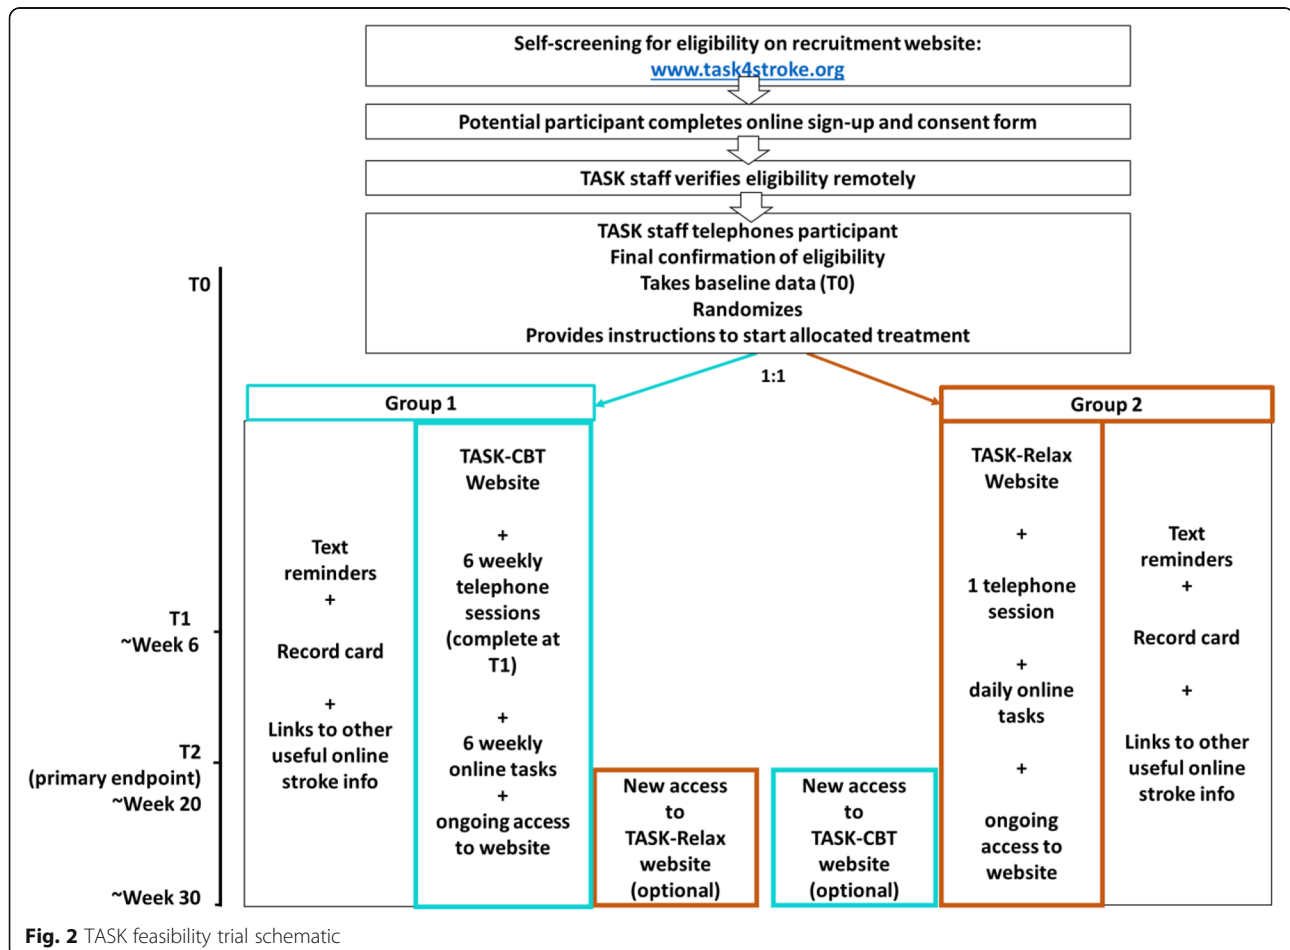 Self-screening for eligibility on recruitment website:
www.task4stroke.org
Potential participant completes online sign-up and consent form
TASK staff verifies eligibility remotely
TASK staff telephones participant
Final confirmation of eligibility
Takes baseline data (T0)
Randomizes
Provides instructions to start allocated treatment
T0
T1
~Week 6
T2
(primary endpoint)
~Week 20
~Week 30
1:1
Group 1
Text
reminders
+
Record card
+
Links to other
useful online
stroke info
TASK-CBT
Website
+
6 weekly
telephone
sessions
(complete at
T1)
+
6 weekly
online tasks
+
ongoing access
to website
New access
to
TASK-Relax
website
(optional)
New access
to
TASK-CBT
website
(optional)
Group 2
TASK-Relax
Website
+
1 telephone
session
+
daily online
tasks
+
ongoing
access to
website
Text
reminders
+
Record card
+
Links to other
useful online
stroke info
Fig. 2 TASK feasibility trial schematic